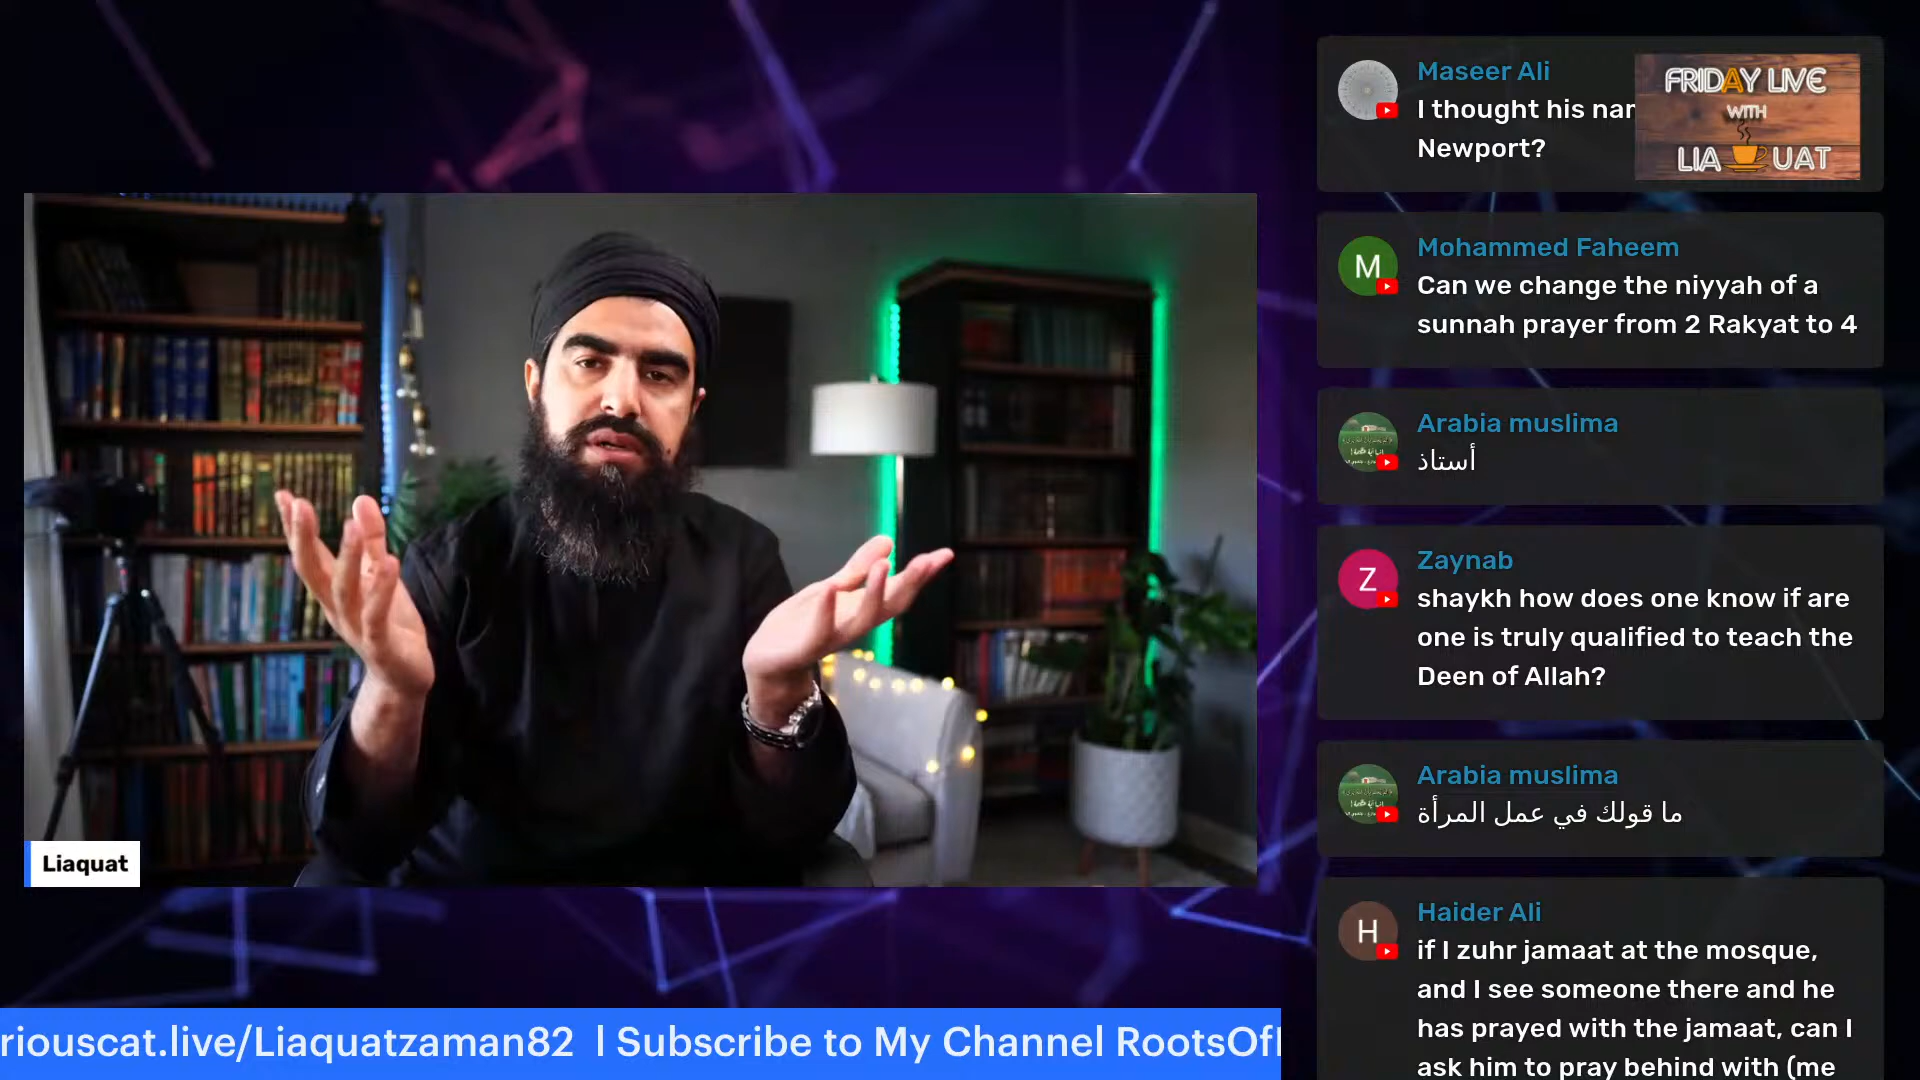 Maseer Ali
I thought his nar
Newport?
FRIDAY LIVE
WITH
LIA UAT
M
Mohammed Faheem
Can we change the niyyah of a
sunnah prayer from 2 Rakyat to 4
Arabia muslima
أستاذ
Z
Zaynab
shaykh how does one know if are
one is truly qualified to teach the
Deen of Allah?
Arabia muslima
ما قولك في عمل المرأة
H
Haider Ali
if I zuhr jamaat at the mosque,
and I see someone there and he
has prayed with the jamaat, can I
ask him to pray behind with (me
Liaquat
riouscat.live/Liaquatzaman82 | Subscribe to My Channel RootsOf